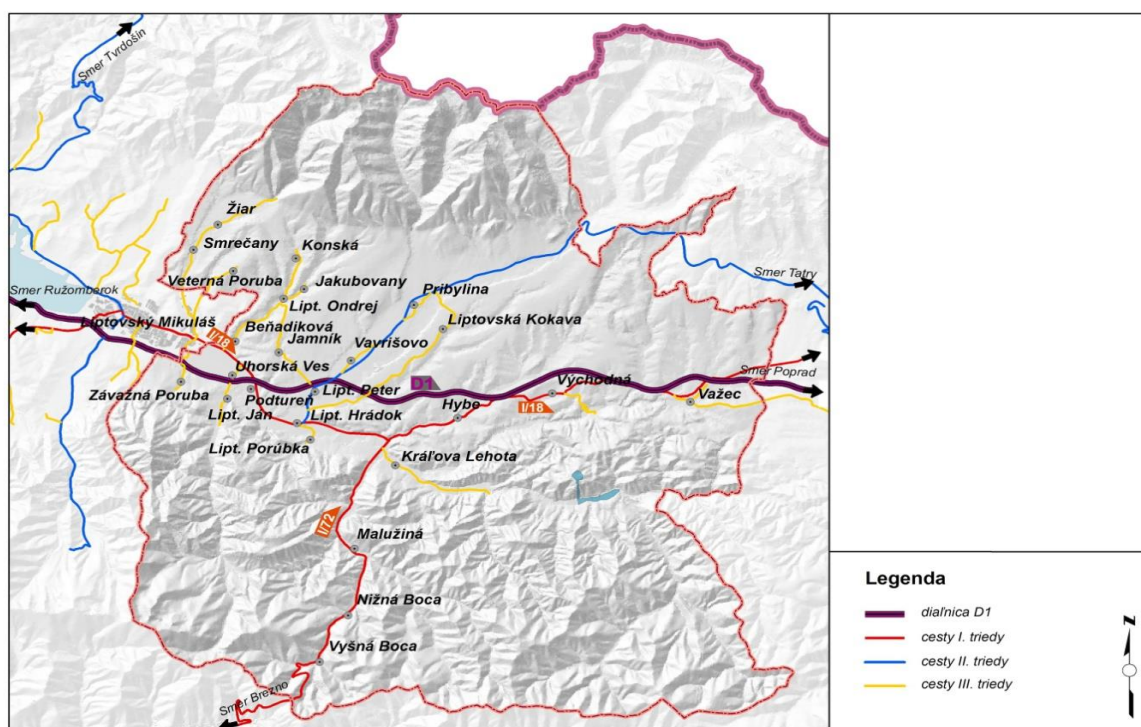 Smer Tvrdošín
Žiar
Smrečany
Konská
Veterná Poruba
Jakubovany
Smer Tatry
Smer Ružomberok
Lipt. Ondrej
Pribylina
Liptovský Mikuláš
Beňadiková
Liptovská Kokava
I/18
Jamník
Vavrišovo
Uhorská Ves
Smer Poprad
Závažná Poruba
Podtureň
Lipt. Peter
D1
Východná
Važec
Lipt. Ján
Lipt. Hrádok
Hybe
I/18
Lipt. Porúbka
Kráľova Lehota
I/72
Malužiná
Nižná Boca
Vyšná Boca
Smer Brezno
Legenda
diaľnica D1
cesty I. triedy
cesty II. triedy
cesty III. triedy
Z